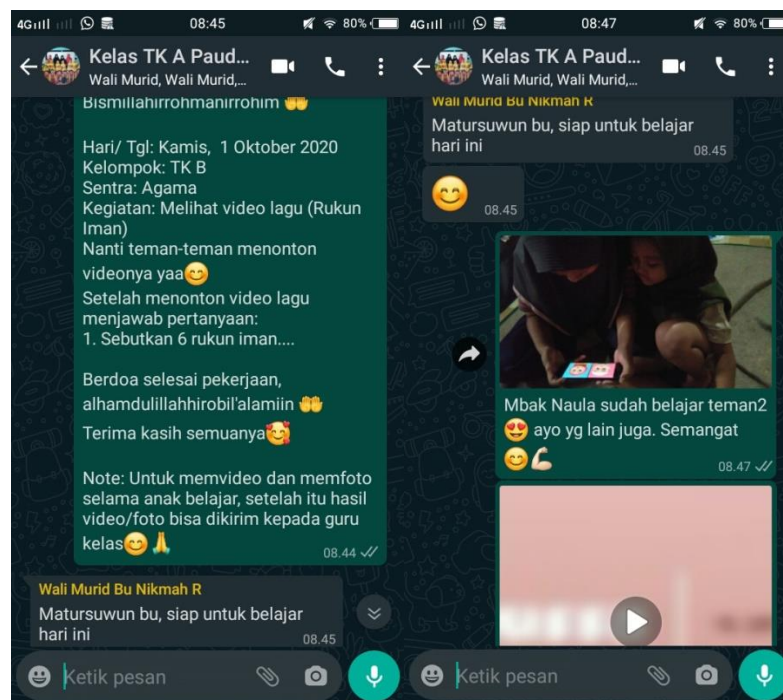 4G 08:45 80%
Kelas TK A Paud...
Wali Murid, Wali Murid,...
Bismillahirrohmanirrohim 🤲
Hari/ Tgl: Kamis, 1 Oktober 2020
Kelompok: TK B
Sentra: Agama
Kegiatan: Melihat video lagu (Rukun
Iman)
Nanti teman-teman menonton
videonya yaa😊
Setelah menonton video lagu
menjawab pertanyaan:
1. Sebutkan 6 rukun iman....
Berdoa selesai pekerjaan,
alhamdulillahhirobil'alamiin 🤲
Terima kasih semuanya🥰
Note: Untuk memvideo dan memfoto
selama anak belajar, setelah itu hasil
video/foto bisa dikirim kepada guru
kelas😊🙏 08.44
Wali Murid Bu Nikmah R
Matursuwun bu, siap untuk belajar
hari ini 08.45
Ketik pesan
4G 08:47 80%
Kelas TK A Paud...
Wali Murid, Wali Murid,...
Wali Murid Bu Nikmah R
Matursuwun bu, siap untuk belajar
hari ini 08.45
😊 08.45
Mbak Naula sudah belajar teman2
😍 ayo yg lain juga. Semangat
😊💪🏻 08.47
Ketik pesan